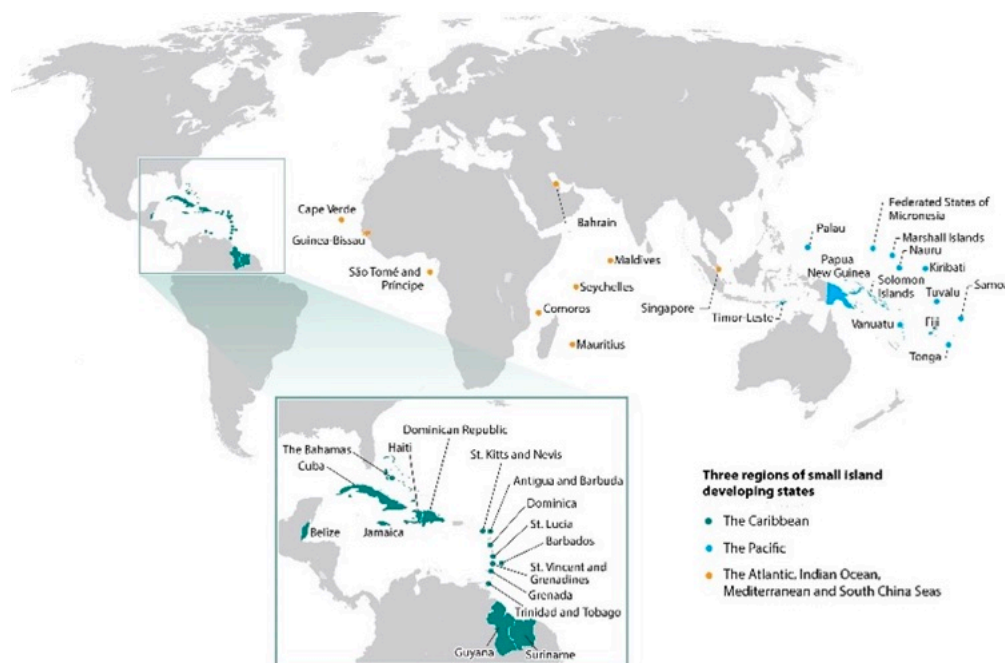 Cape Verde
Guinea-Bissau
São Tomé and
Príncipe
Bahrain
Maldives
Seychelles
Comoros
Mauritius
Singapore
Timor-Leste
Palau
Federated States of
Micronesia
Marshall Islands
Nauru
Kiribati
Papua
New Guinea
Solomon
Islands
Tuvalu
Samoa
Vanuatu
Fiji
Tonga
Dominican Republic
The Bahamas
Haiti
Cuba
St. Kitts and Nevis
Antigua and Barbuda
Dominica
St. Lucia
Barbados
Belize
Jamaica
St. Vincent and
Grenadines
Grenada
Trinidad and Tobago
Guyana
Suriname
Three regions of small island
developing states
The Caribbean
The Pacific
The Atlantic, Indian Ocean,
Mediterranean and South China Seas